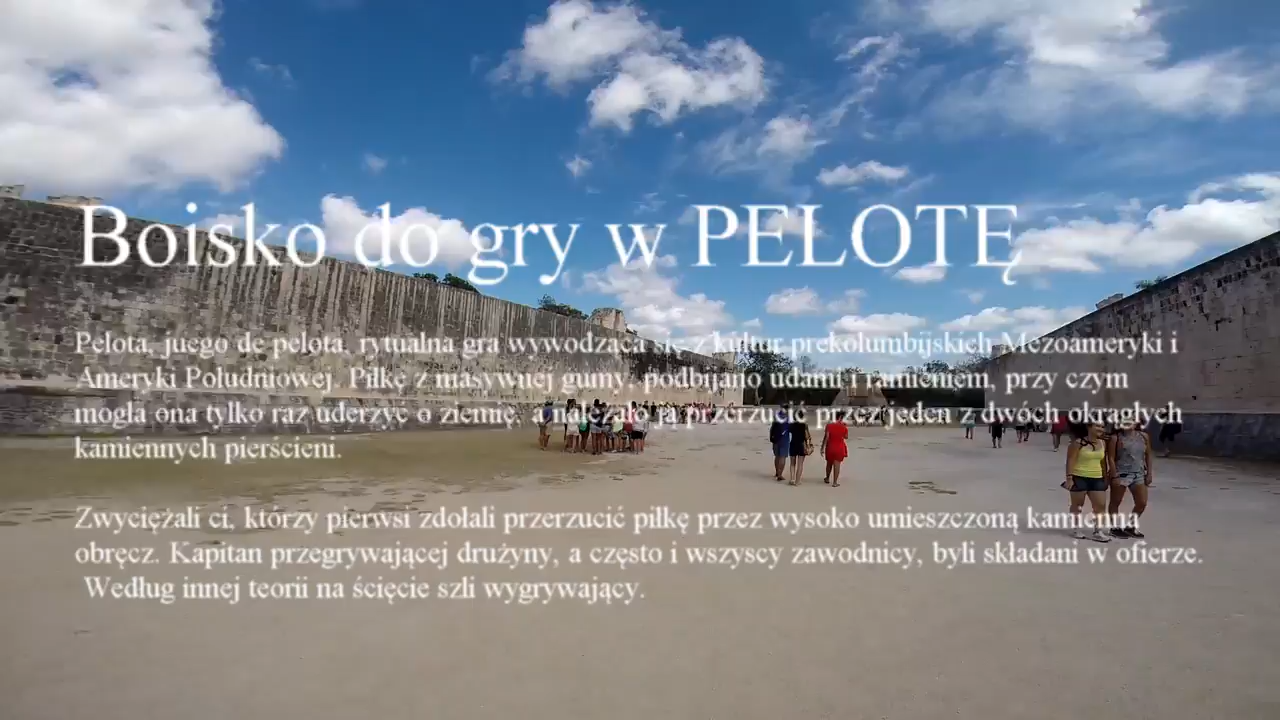 Boisko do gry w PELOTĘ
Pelota, juego de pelota, rytualna gra wywodząca się z kultur prekolumbijskich Mezoameryki i
Ameryki Południowej. Piłkę z masywnej gumy, podbijano udami i ramieniem, przy czym
mogła ona tylko raz uderzyć o ziemię, a należało ją przerzucić przez jeden z dwóch okrągłych
kamiennych pierścieni.
Zwyciężali ci, którzy pierwsi zdołali przerzucić piłkę przez wysoko umieszczoną kamienną
obręcz. Kapitan przegrywającej drużyny, a często i wszyscy zawodnicy, byli składani w ofierze.
Według innej teorii na ścięcie szli wygrywający.